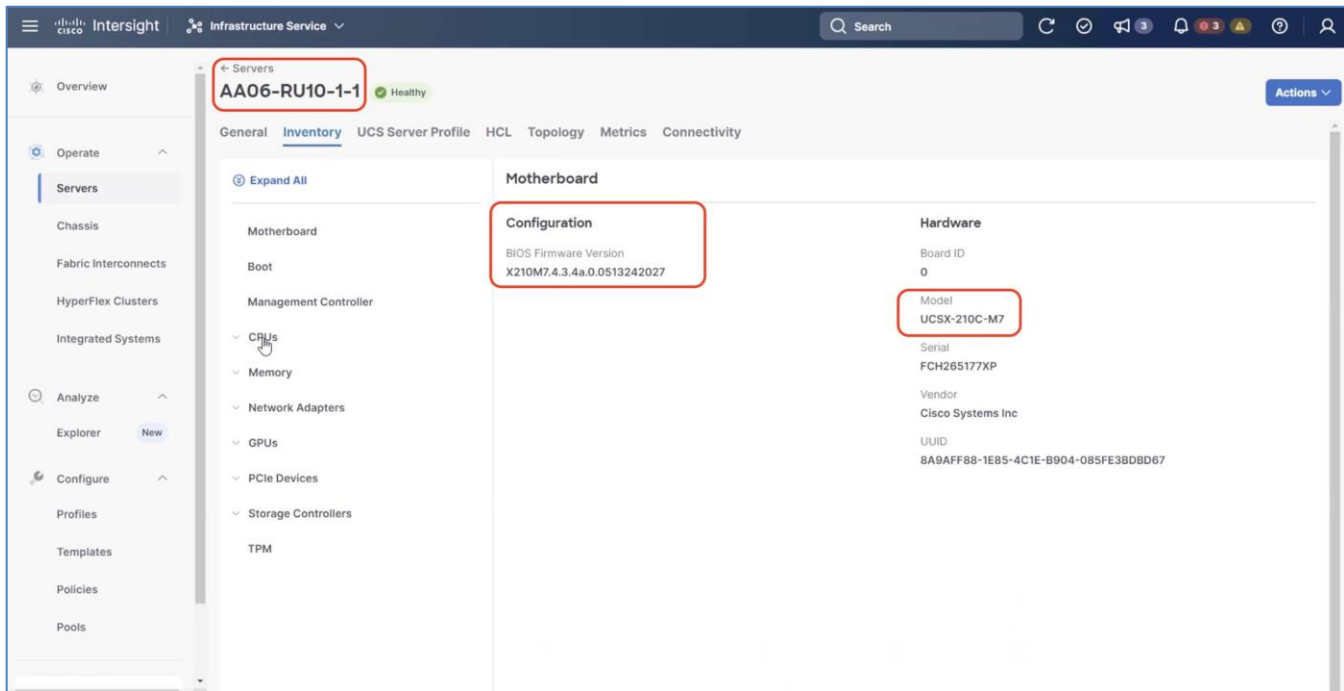 cisco Intersight
Infrastructure Service
Search
3
3
← Servers
AA06-RU10-1-1
Healthy
Actions
General Inventory UCS Server Profile HCL Topology Metrics Connectivity
Overview
Operate
Servers
Chassis
Fabric Interconnects
HyperFlex Clusters
Integrated Systems
Analyze
Explorer New
Configure
Profiles
Templates
Policies
Pools
Expand All
Motherboard
Boot
Management Controller
CPUs
Memory
Network Adapters
GPUs
PCIe Devices
Storage Controllers
TPM
Motherboard
Configuration
BIOS Firmware Version
X210M7.4.3.4a.0.0513242027
Hardware
Board ID
0
Model
UCSX-210C-M7
Serial
FCH265177XP
Vendor
Cisco Systems Inc
UUID
8A9AFF88-1E85-4C1E-B904-085FE3BDBD67